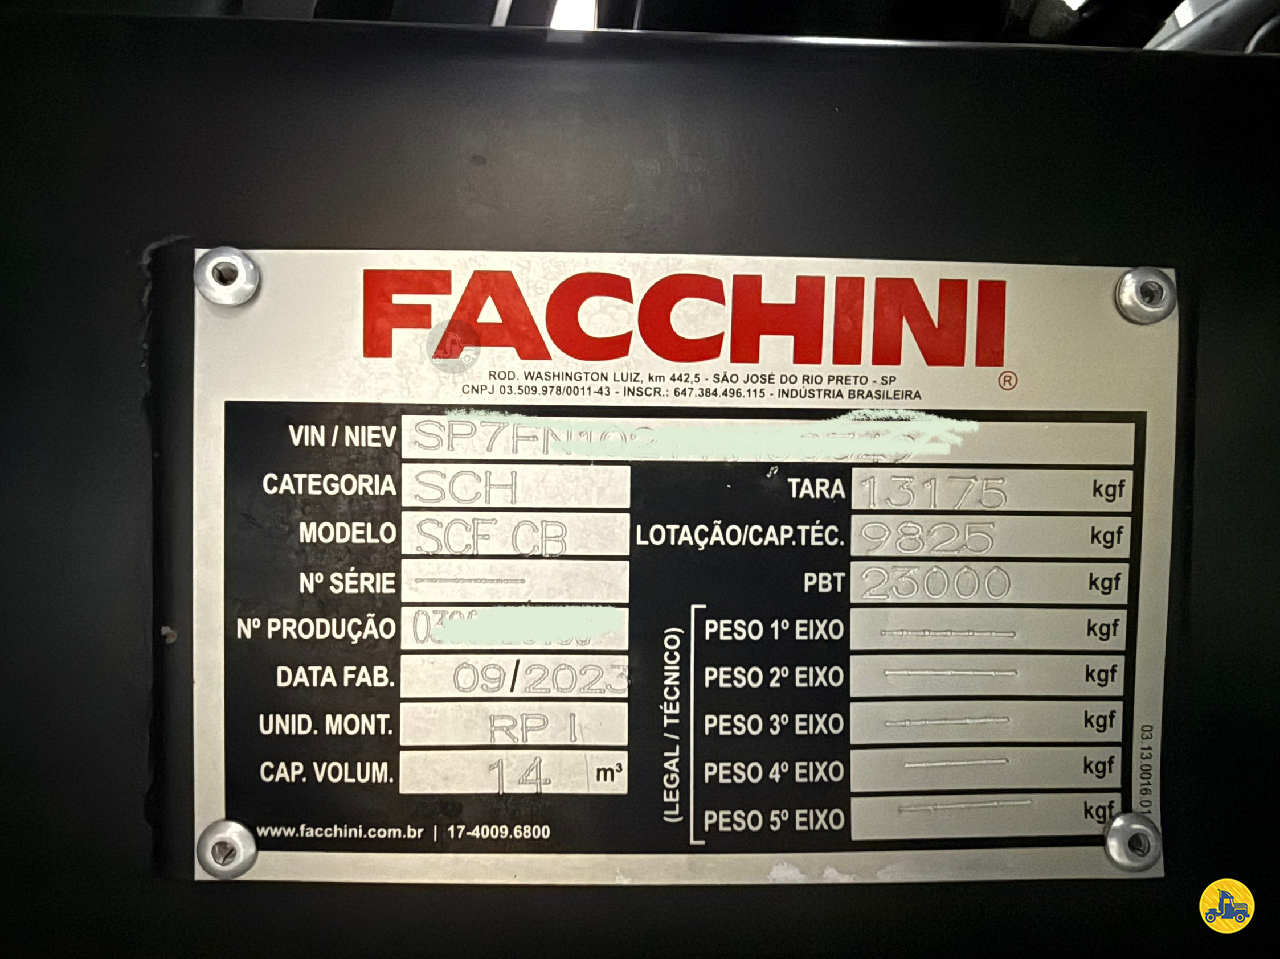 FACCHINI
®
ROD. WASHINGTON LUIZ, km 442,5 - SÃO JOSÉ DO RIO PRETO - SP
CNPJ 03.509.978/0011-43 - INSCR.: 647.384.496.115 - INDÚSTRIA BRASILEIRA
VIN / NIEV
CATEGORIA SCH
TARA 13175 kgf
MODELO SCF CB
LOTAÇÃO/CAP.TÉC. 9825 kgf
Nº SÉRIE
PBT 23000 kgf
Nº PRODUÇÃO
DATA FAB. 09/2023
UNID. MONT. RP I
CAP. VOLUM. 14 m³
(LEGAL / TÉCNICO)
PESO 1º EIXO kgf
PESO 2º EIXO kgf
PESO 3º EIXO kgf
PESO 4º EIXO kgf
PESO 5º EIXO kgf
www.facchini.com.br | 17-4009.6800
03.13.0016.01